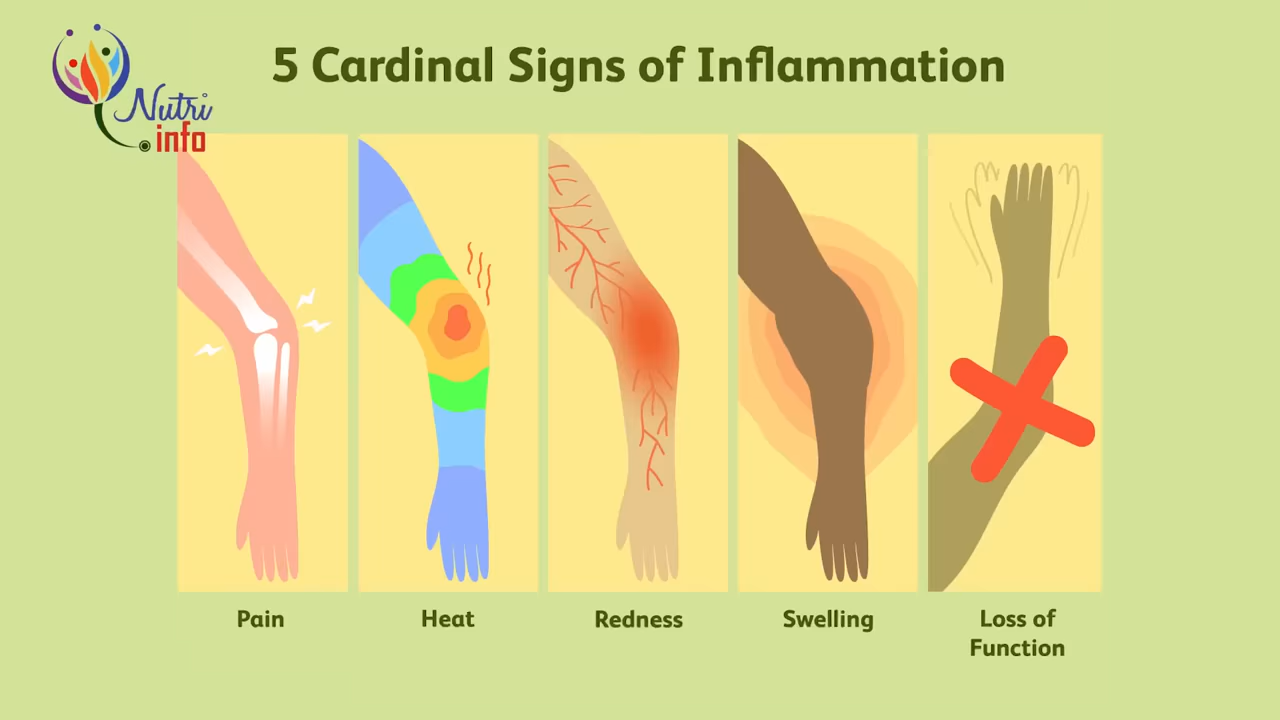 5 Cardinal Signs of Inflammation
Nutri
info
Pain
Heat
Redness
Swelling
Loss of
Function